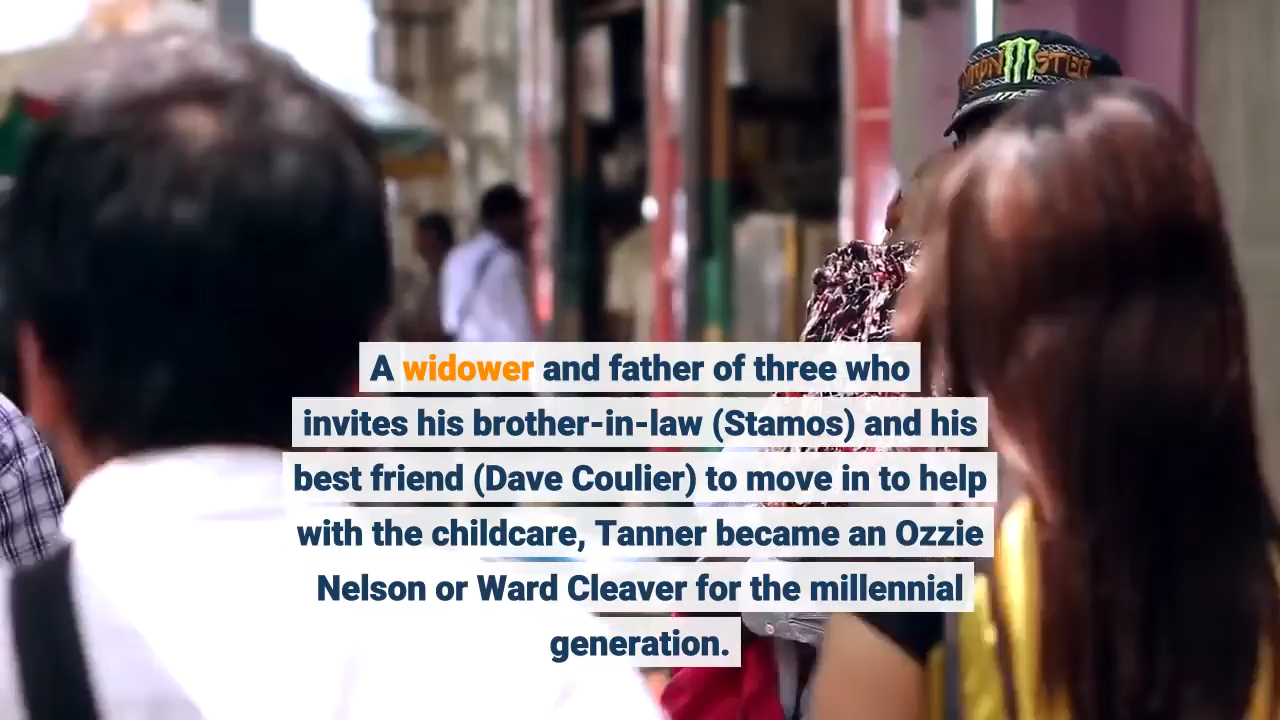 MONSTER
A widower and father of three who
invites his brother-in-law (Stamos) and his
best friend (Dave Coulier) to move in to help
with the childcare, Tanner became an Ozzie
Nelson or Ward Cleaver for the millennial
generation.